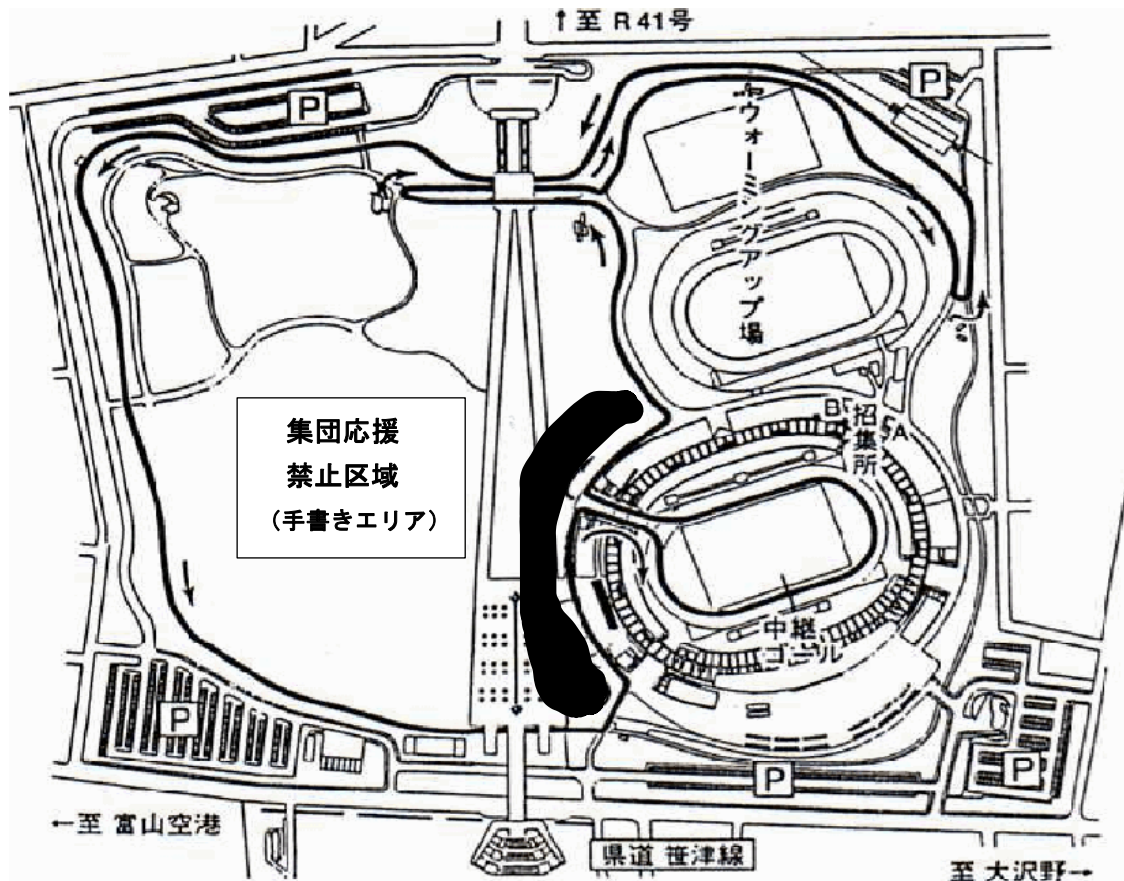 ↑至 R41号
P
P
ウォーミングアップ場
集団応援
禁止区域
（手書きエリア）
招集所
中継
ゴール
P
P
P
←至 富山空港
県道 笹津線
至 大沢野→